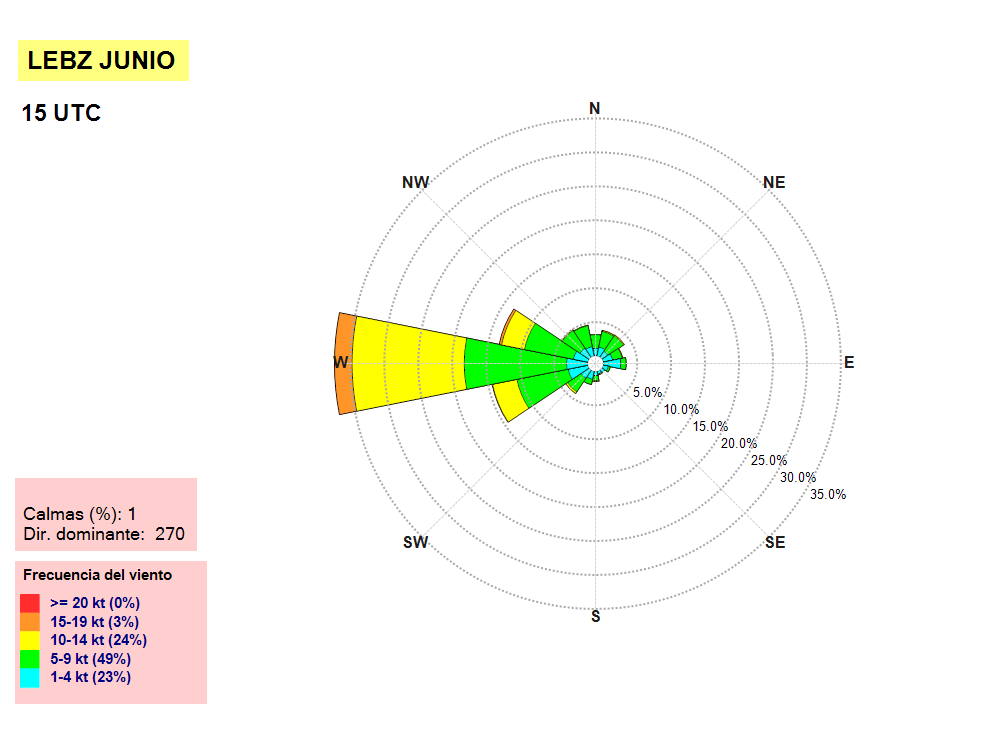 LEBZ JUNIO
15 UTC
N
NW
NE
W
E
5.0%
10.0%
15.0%
20.0%
25.0%
30.0%
35.0%
SW
SE
S
Calmas (%): 1
Dir. dominante: 270
Frecuencia del viento
>= 20 kt (0%)
15-19 kt (3%)
10-14 kt (24%)
5-9 kt (49%)
1-4 kt (23%)